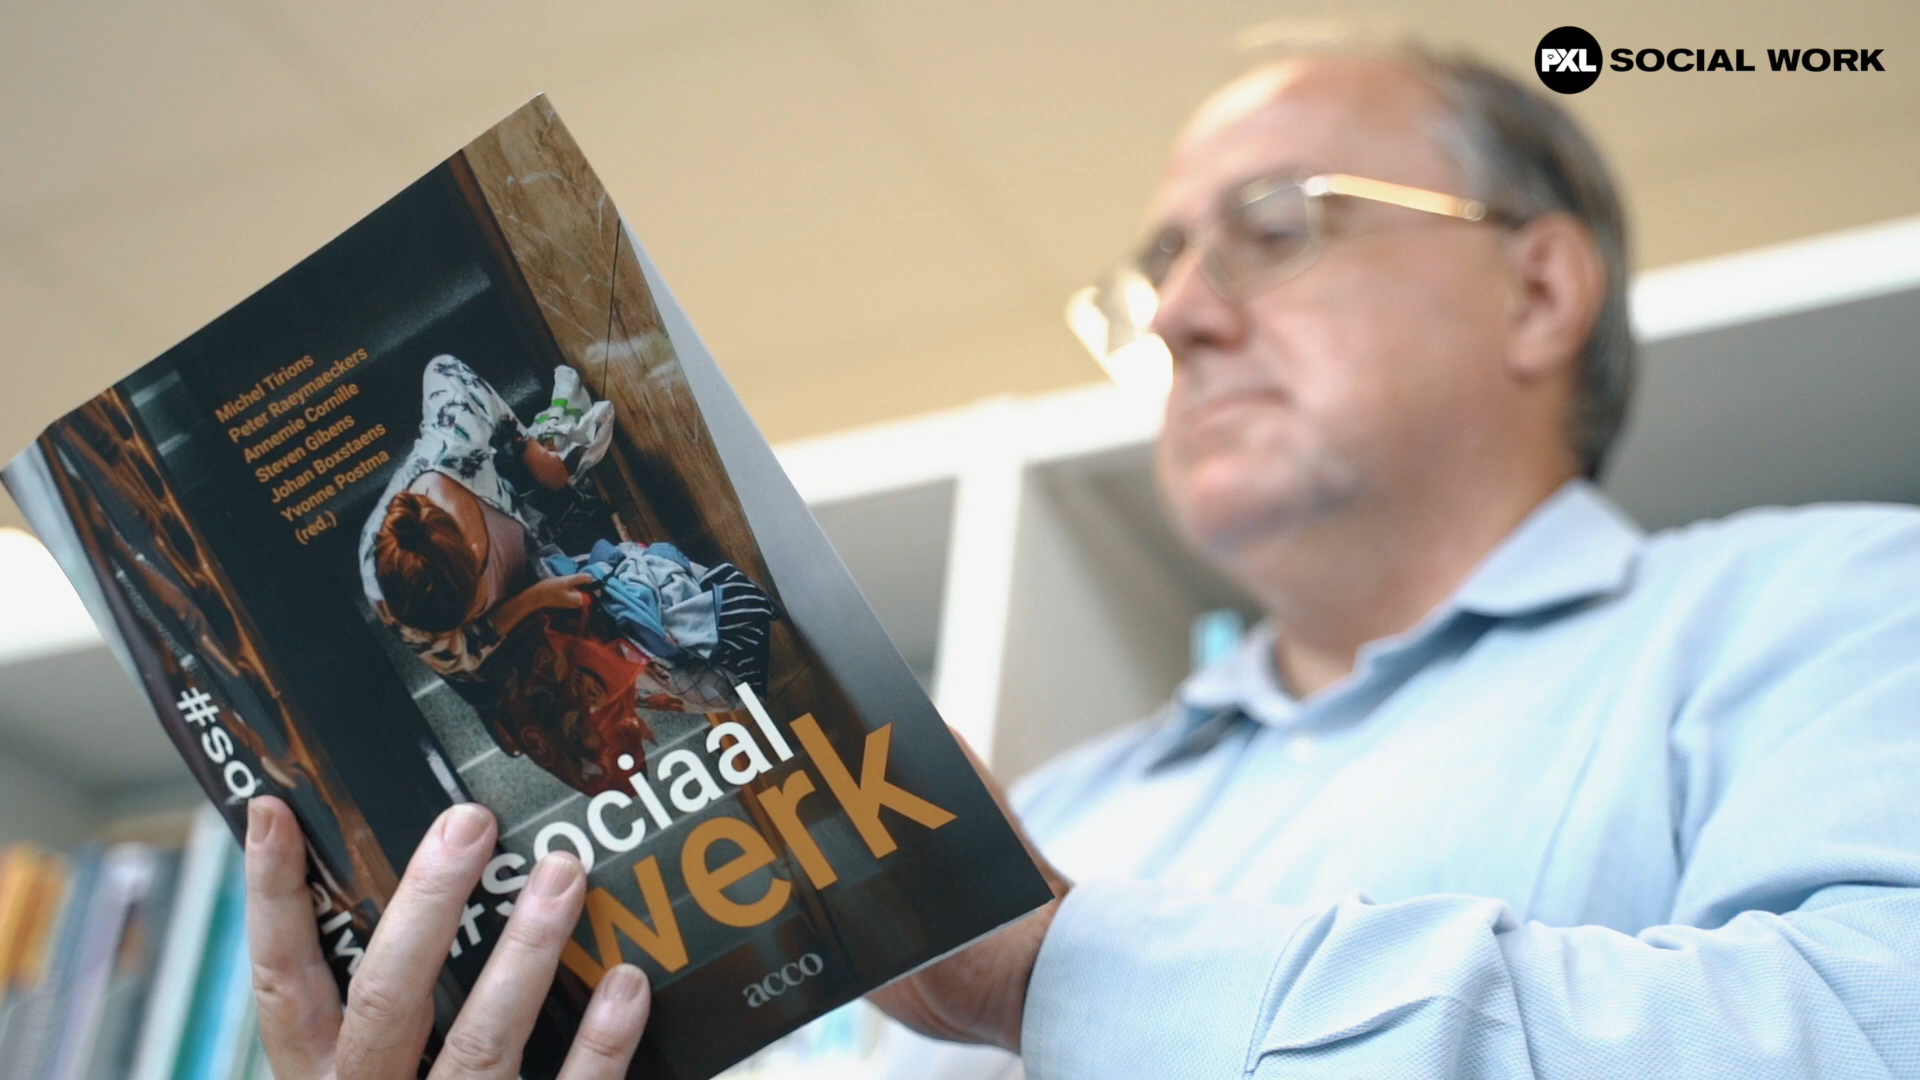 PXL SOCIAL WORK
Michel Tirions
Peter Raeymaeckers
Annemie Cornille
Steven Gibens
Johan Boxstaens
Yvonne Postma
(red.)
#sociaal
werk
acco
#so